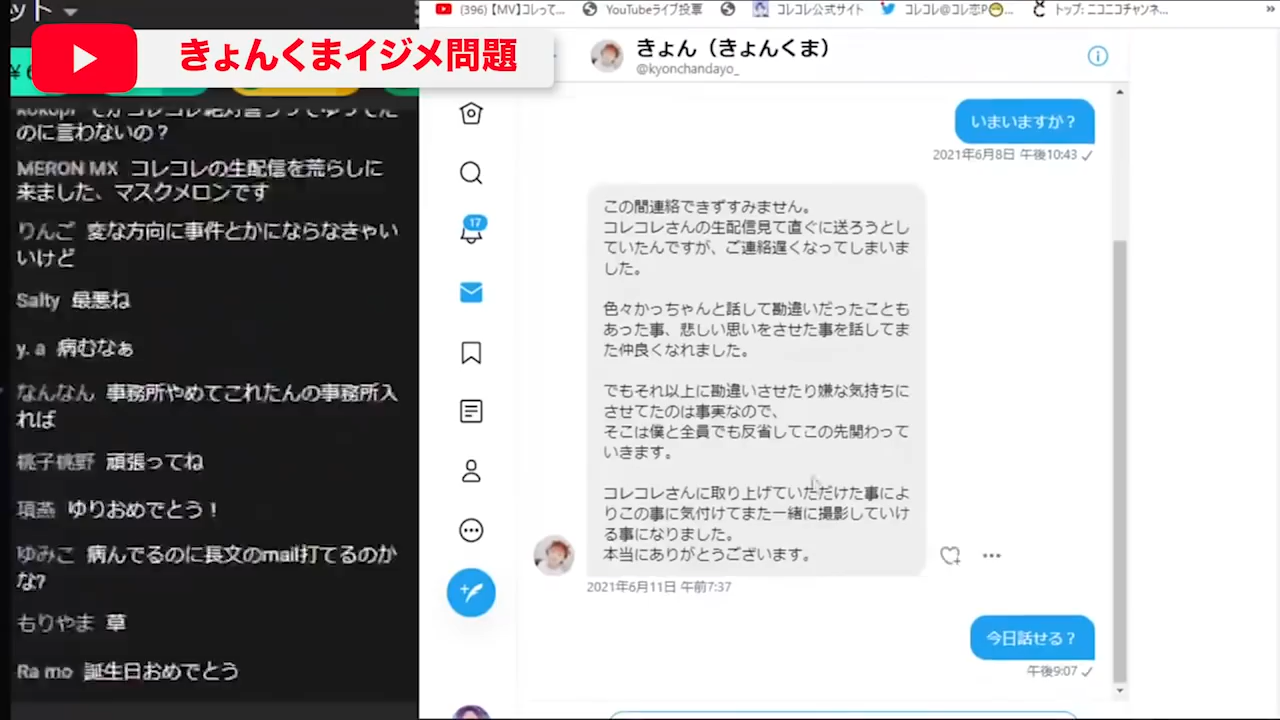 ット
きょんくまイジメ問題
(396)【MV】コレって...
YouTubeライブ投票
コレコレ公式サイト
コレコレ@コレ恋P😷...
トップ: ニコニコチャンネ...
»
のに言わないの？
MERON MX コレコレの生配信を荒らしに
来ました、マスクメロンです
りんご 変な方向に事件とかにならなきゃい
いけど
Salty 最悪ね
y. a 病むなぁ
なんなん 事務所やめてこれたんの事務所入
れば
桃子桃野 頑張ってね
ゆりおめでとう！
ゆみこ 病んでるのに長文のmail打てるのか
な?
もりやま 草
Ra mo 誕生日おめでとう
きょん（きょんくま）
@kyonchandayo_
17
いまいますか？
2021年6月8日 午後10:43 ✓
この間連絡できずすみません。
コレコレさんの生配信見て直ぐに送ろうとし
ていたんですが、ご連絡遅くなってしまいま
した。
色々かっちゃんと話して勘違いだったことも
あった事、悲しい思いをさせた事を話してま
た仲良くなれました。
でもそれ以上に勘違いさせたり嫌な気持ちに
させてたのは事実なので、
そこは僕と全員でも反省してこの先関わって
いきます。
コレコレさんに取り上げていただけた事によ
りこの事に気付けてまた一緒に撮影していけ
る事になりました。
本当にありがとうございます。
2021年6月11日 午前7:37
今日話せる？
午後9:07 ✓